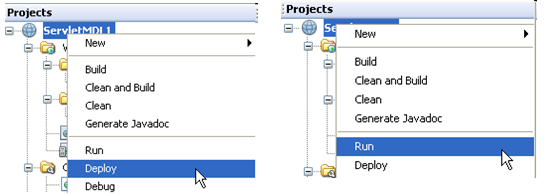 Projects
ServletMDL1
New
Build
Clean and Build
Clean
Generate Javadoc
Run
Deploy
Debug
Projects
New
Build
Clean and Build
Clean
Generate Javadoc
Run
Deploy